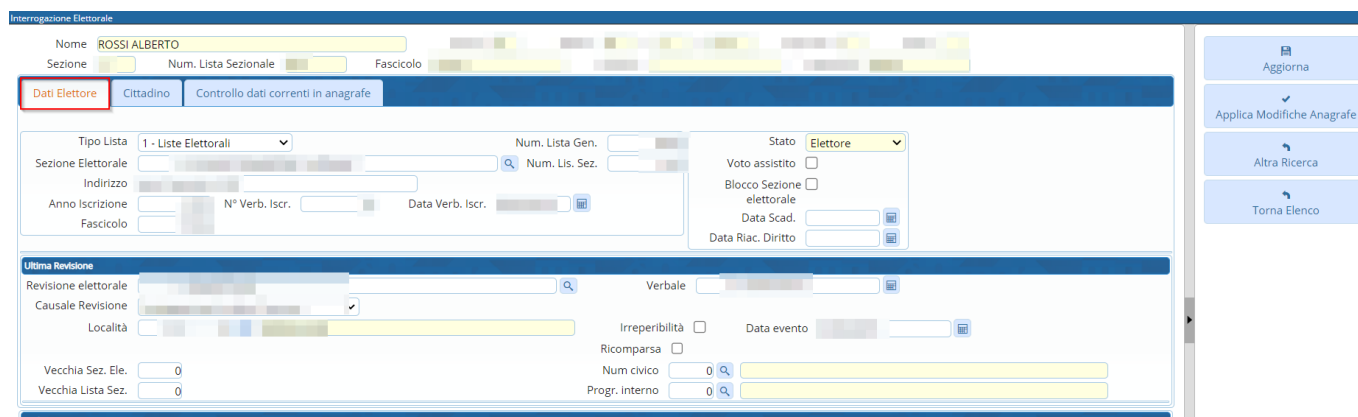 Interrogazione Elettorale
Nome ROSSI ALBERTO
Sezione Num. Lista Sezionale Fascicolo
Dati Elettore Cittadino Controllo dati correnti in anagrafe
Tipo Lista 1 - Liste Elettorali Num. Lista Gen. Stato Elettore
Sezione Elettorale Num. Lis. Sez. Voto assistito
Indirizzo Blocco Sezione elettorale
Anno Iscrizione N° Verb. Iscr. Data Verb. Iscr.
Data Scad.
Fascicolo
Data Riac. Diritto
Ultima Revisione
Revisione elettorale Verbale
Causale Revisione
Località Irreperibilità Data evento
Ricomparsa
Vecchia Sez. Ele. 0 Num civico 0
Vecchia Lista Sez. 0 Progr. interno 0
Aggiorna
Applica Modifiche Anagrafe
Altra Ricerca
Torna Elenco